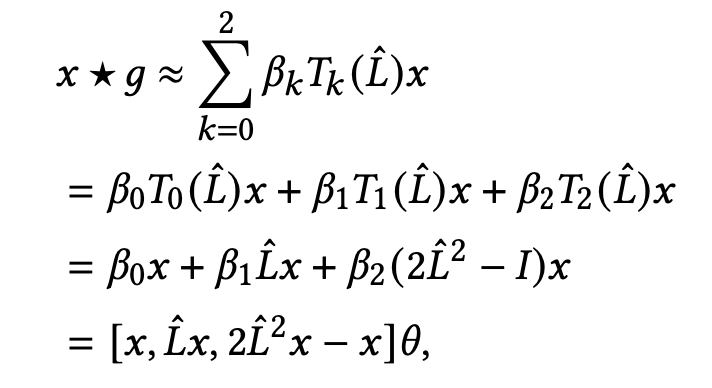 x ⋆ g ≈ ∑_{k=0}^{2} β_k T_k(L̂)x
= β_0 T_0(L̂)x + β_1 T_1(L̂)x + β_2 T_2(L̂)x
= β_0 x + β_1 L̂x + β_2(2L̂^2 − I)x
= [x, L̂x, 2L̂^2 x − x]θ,